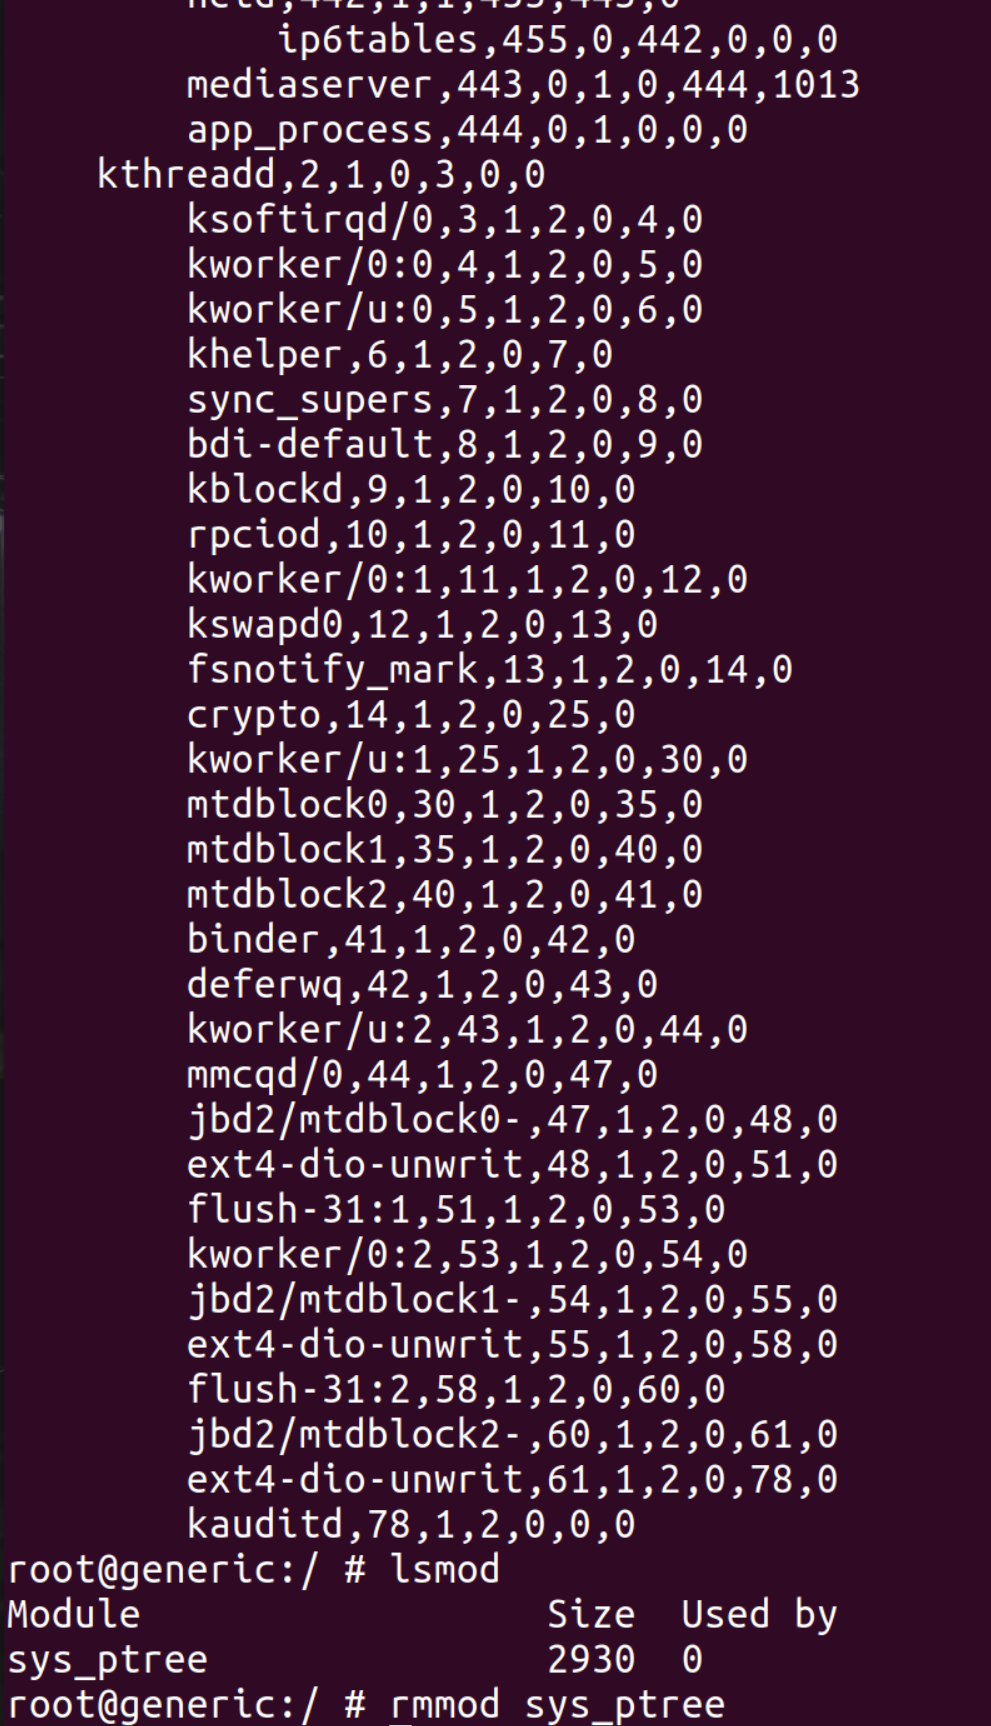 netd,442,1,1,455,443,0
ip6tables,455,0,442,0,0,0
mediaserver,443,0,1,0,444,1013
app_process,444,0,1,0,0,0
kthreadd,2,1,0,3,0,0
ksoftirqd/0,3,1,2,0,4,0
kworker/0:0,4,1,2,0,5,0
kworker/u:0,5,1,2,0,6,0
khelper,6,1,2,0,7,0
sync_supers,7,1,2,0,8,0
bdi-default,8,1,2,0,9,0
kblockd,9,1,2,0,10,0
rpciod,10,1,2,0,11,0
kworker/0:1,11,1,2,0,12,0
kswapd0,12,1,2,0,13,0
fsnotify_mark,13,1,2,0,14,0
crypto,14,1,2,0,25,0
kworker/u:1,25,1,2,0,30,0
mtdblock0,30,1,2,0,35,0
mtdblock1,35,1,2,0,40,0
mtdblock2,40,1,2,0,41,0
binder,41,1,2,0,42,0
deferwq,42,1,2,0,43,0
kworker/u:2,43,1,2,0,44,0
mmcqd/0,44,1,2,0,47,0
jbd2/mtdblock0-,47,1,2,0,48,0
ext4-dio-unwrit,48,1,2,0,51,0
flush-31:1,51,1,2,0,53,0
kworker/0:2,53,1,2,0,54,0
jbd2/mtdblock1-,54,1,2,0,55,0
ext4-dio-unwrit,55,1,2,0,58,0
flush-31:2,58,1,2,0,60,0
jbd2/mtdblock2-,60,1,2,0,61,0
ext4-dio-unwrit,61,1,2,0,78,0
kauditd,78,1,2,0,0,0
root@generic:/ # lsmod
Module Size Used by
sys_ptree 2930 0
root@generic:/ # rmmod sys_ptree